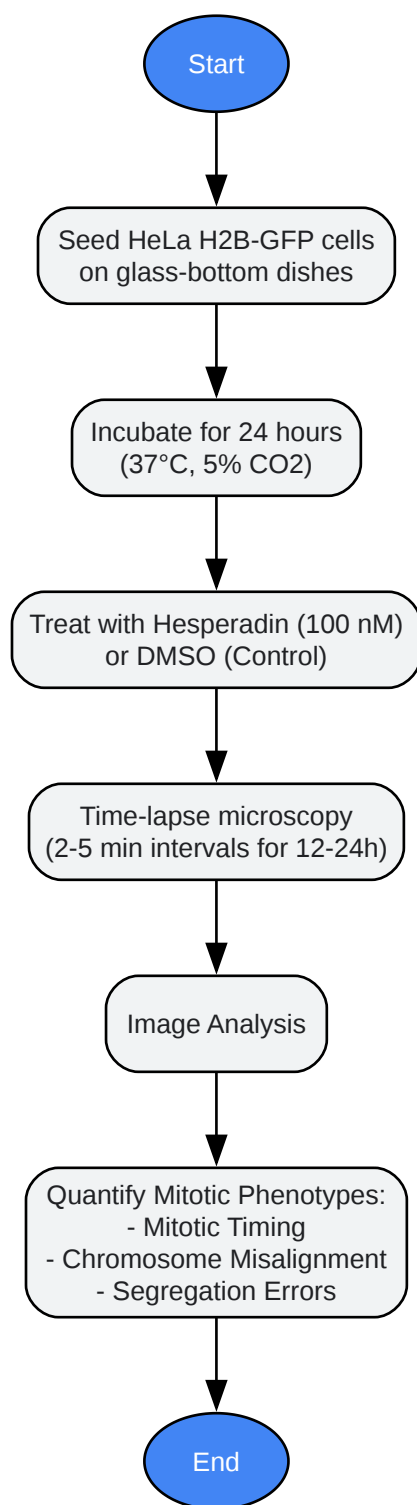 Start
Seed HeLa H2B-GFP cells
on glass-bottom dishes
Incubate for 24 hours
(37°C, 5% CO2)
Treat with Hesperadin (100 nM)
or DMSO (Control)
Time-lapse microscopy
(2-5 min intervals for 12-24h)
Image Analysis
Quantify Mitotic Phenotypes:
- Mitotic Timing
- Chromosome Misalignment
- Segregation Errors
End